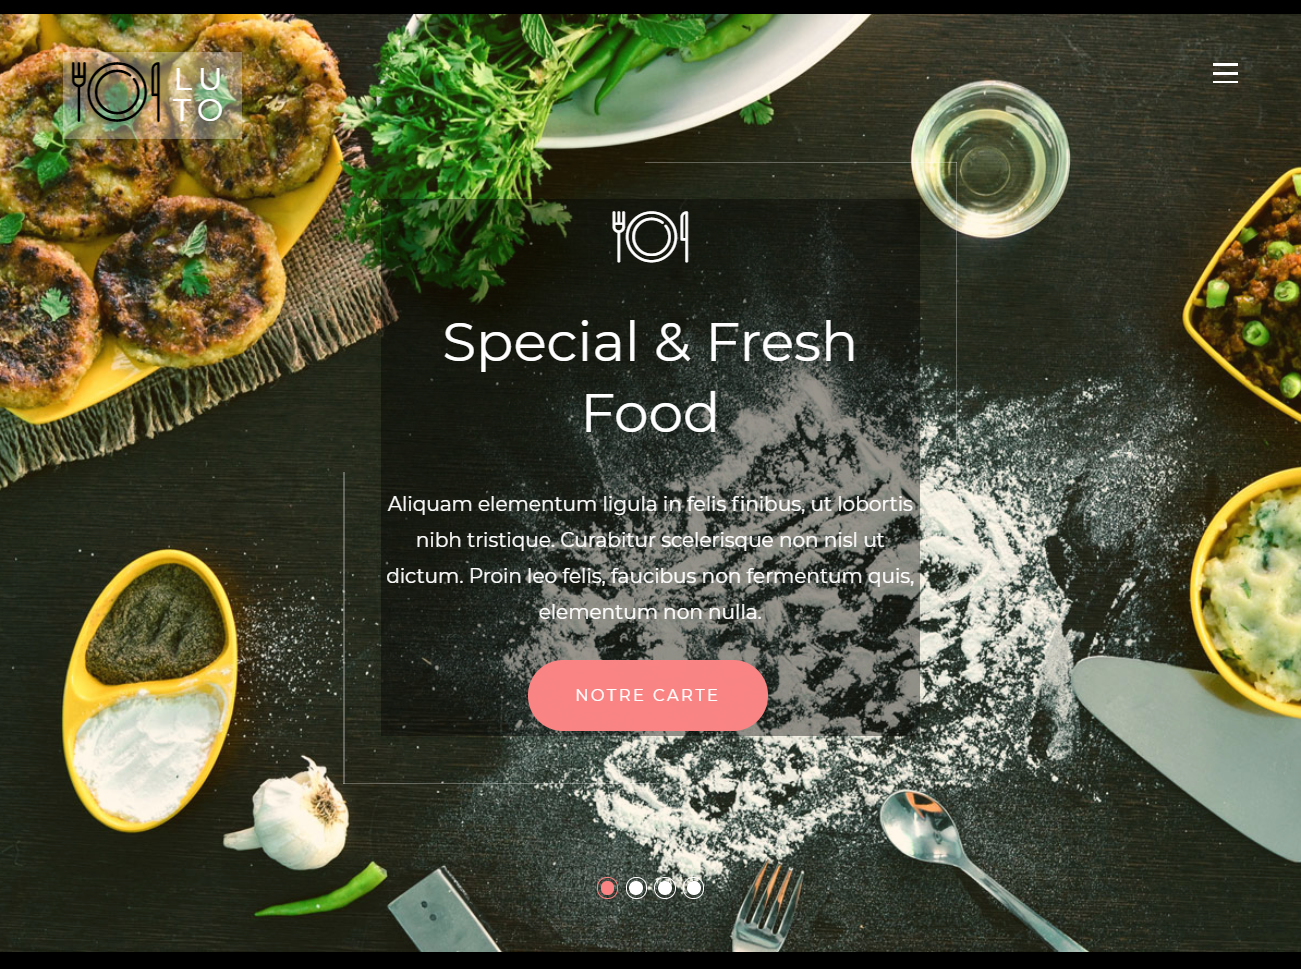 LU
TO
Special & Fresh
Food
Aliquam elementum ligula in felis finibus, ut lobortis
nibh tristique. Curabitur scelerisque non nisl ut
dictum. Proin leo felis, faucibus non fermentum quis,
elementum non nulla.
NOTRE CARTE